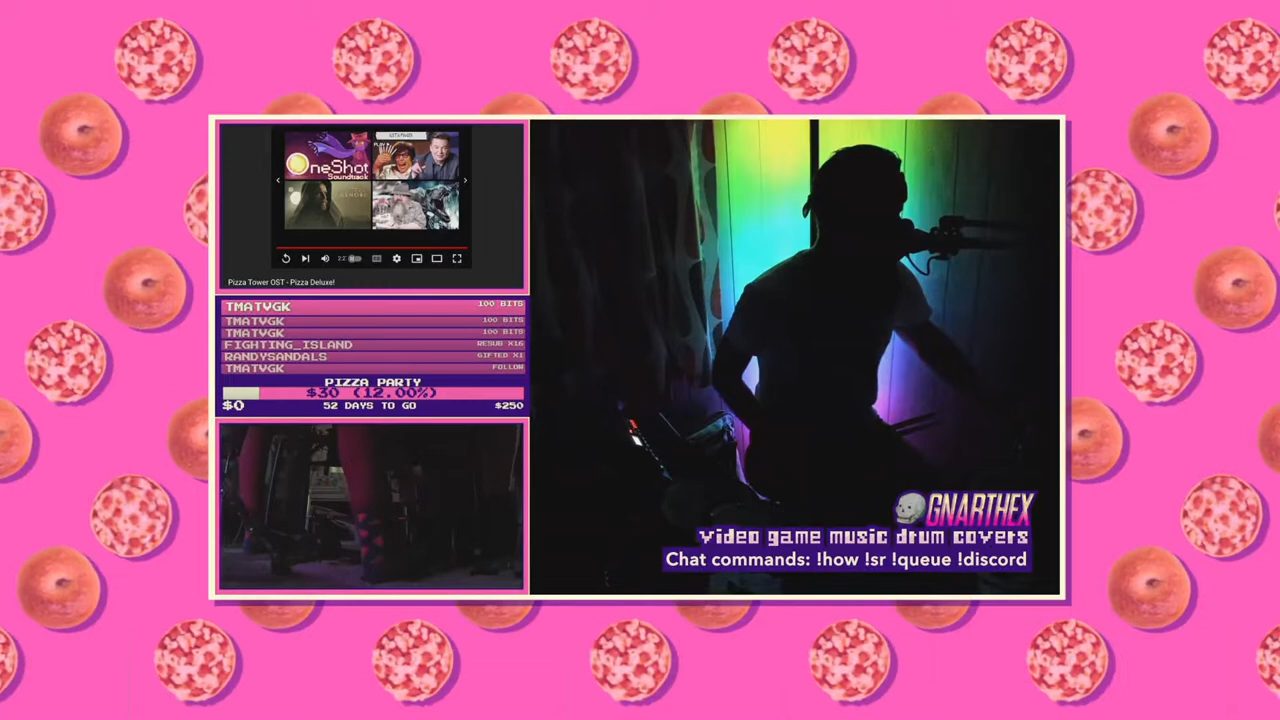 OneShot
Soundtrack
Pizza Tower OST - Pizza Deluxe!
TMATVGK 100 BITS
TMATVGK 100 BITS
TMATVGK 100 BITS
FIGHTING_ISLAND RESUB X16
RANDYSANDALS GIFTED X1
TMATVGK FOLLOW
PIZZA PARTY
$30 (12.00%)
$0 52 DAYS TO GO $250
GNARTHEX
video game music drum covers
Chat commands: !how !sr !queue !discord